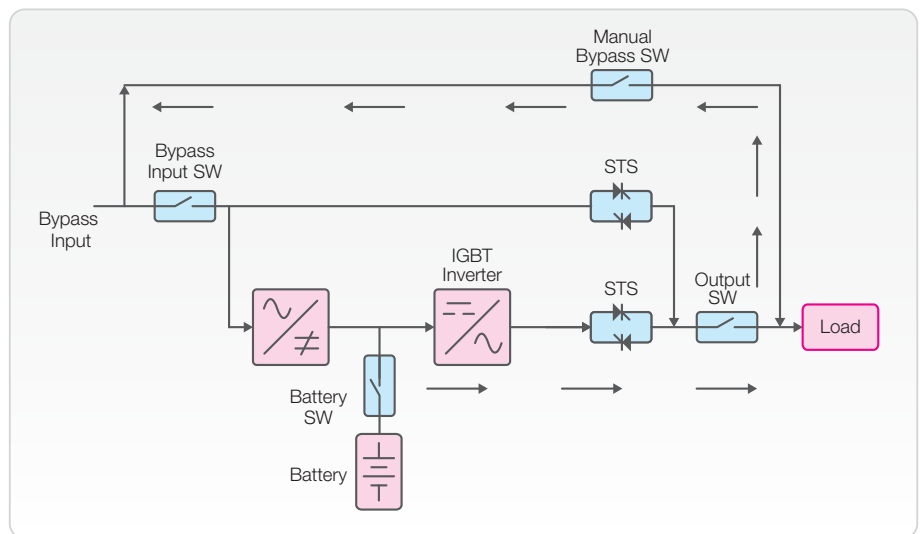 Manual
Bypass SW
Bypass
Input SW
STS
Bypass
Input
IGBT
Inverter
STS
Output
SW
Load
Battery
SW
Battery